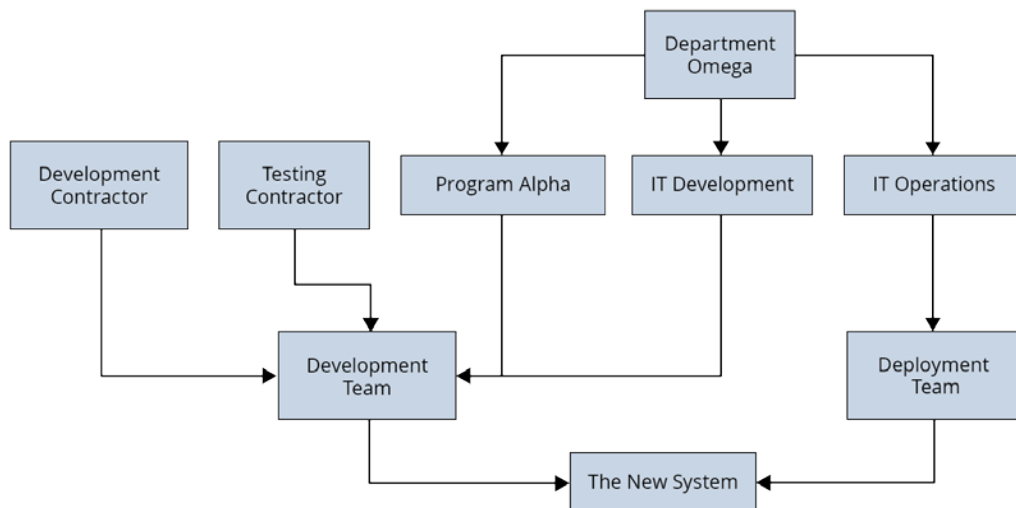 Department
Omega
Development
Contractor
Testing
Contractor
Program Alpha
IT Development
IT Operations
Development
Team
Deployment
Team
The New System